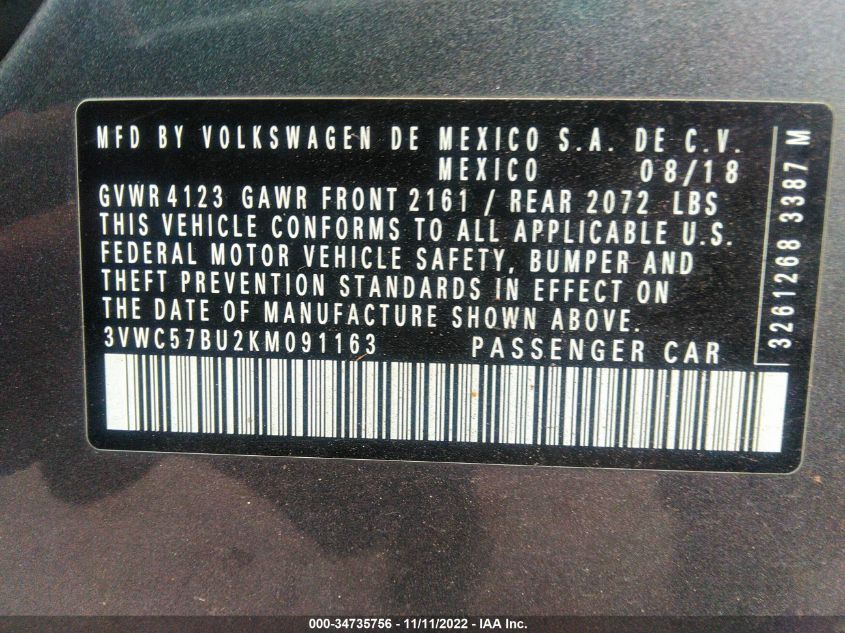 MFD BY VOLKSWAGEN DE MEXICO S.A. DE C.V.
MEXICO 08/18
GVWR 4123 GAWR FRONT 2161 / REAR 2072 LBS
THIS VEHICLE CONFORMS TO ALL APPLICABLE U.S.
FEDERAL MOTOR VEHICLE SAFETY, BUMPER AND
THEFT PREVENTION STANDARDS IN EFFECT ON
THE DATE OF MANUFACTURE SHOWN ABOVE.
3VWC57BU2KM091163 PASSENGER CAR
3261268 3387 M
000-34735756 - 11/11/2022 - IAA Inc.